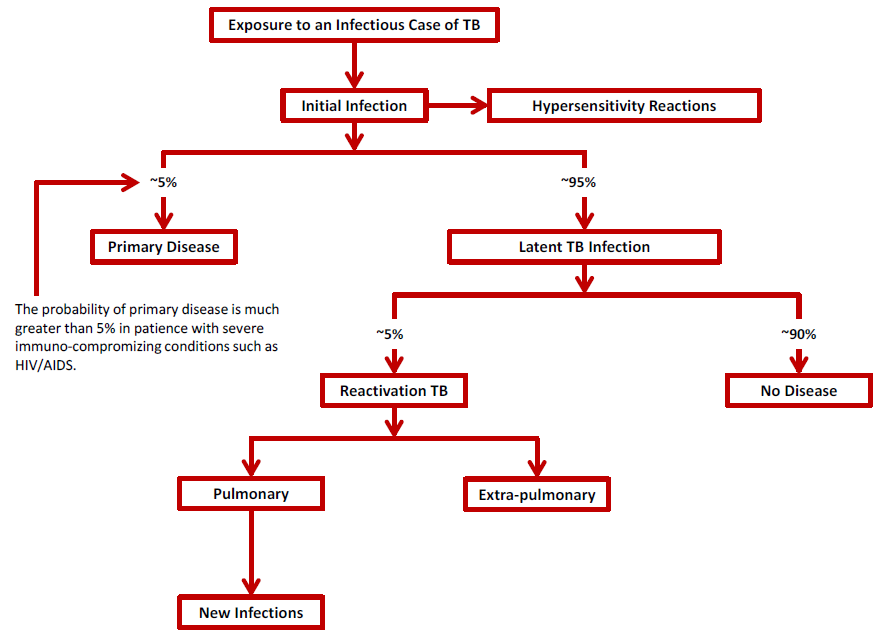 Exposure to an Infectious Case of TB
Initial Infection
Hypersensitivity Reactions
~5%
~95%
Primary Disease
Latent TB Infection
The probability of primary disease is much
greater than 5% in patience with severe
immuno-compromizing conditions such as
HIV/AIDS.
~5%
~90%
Reactivation TB
No Disease
Pulmonary
Extra-pulmonary
New Infections